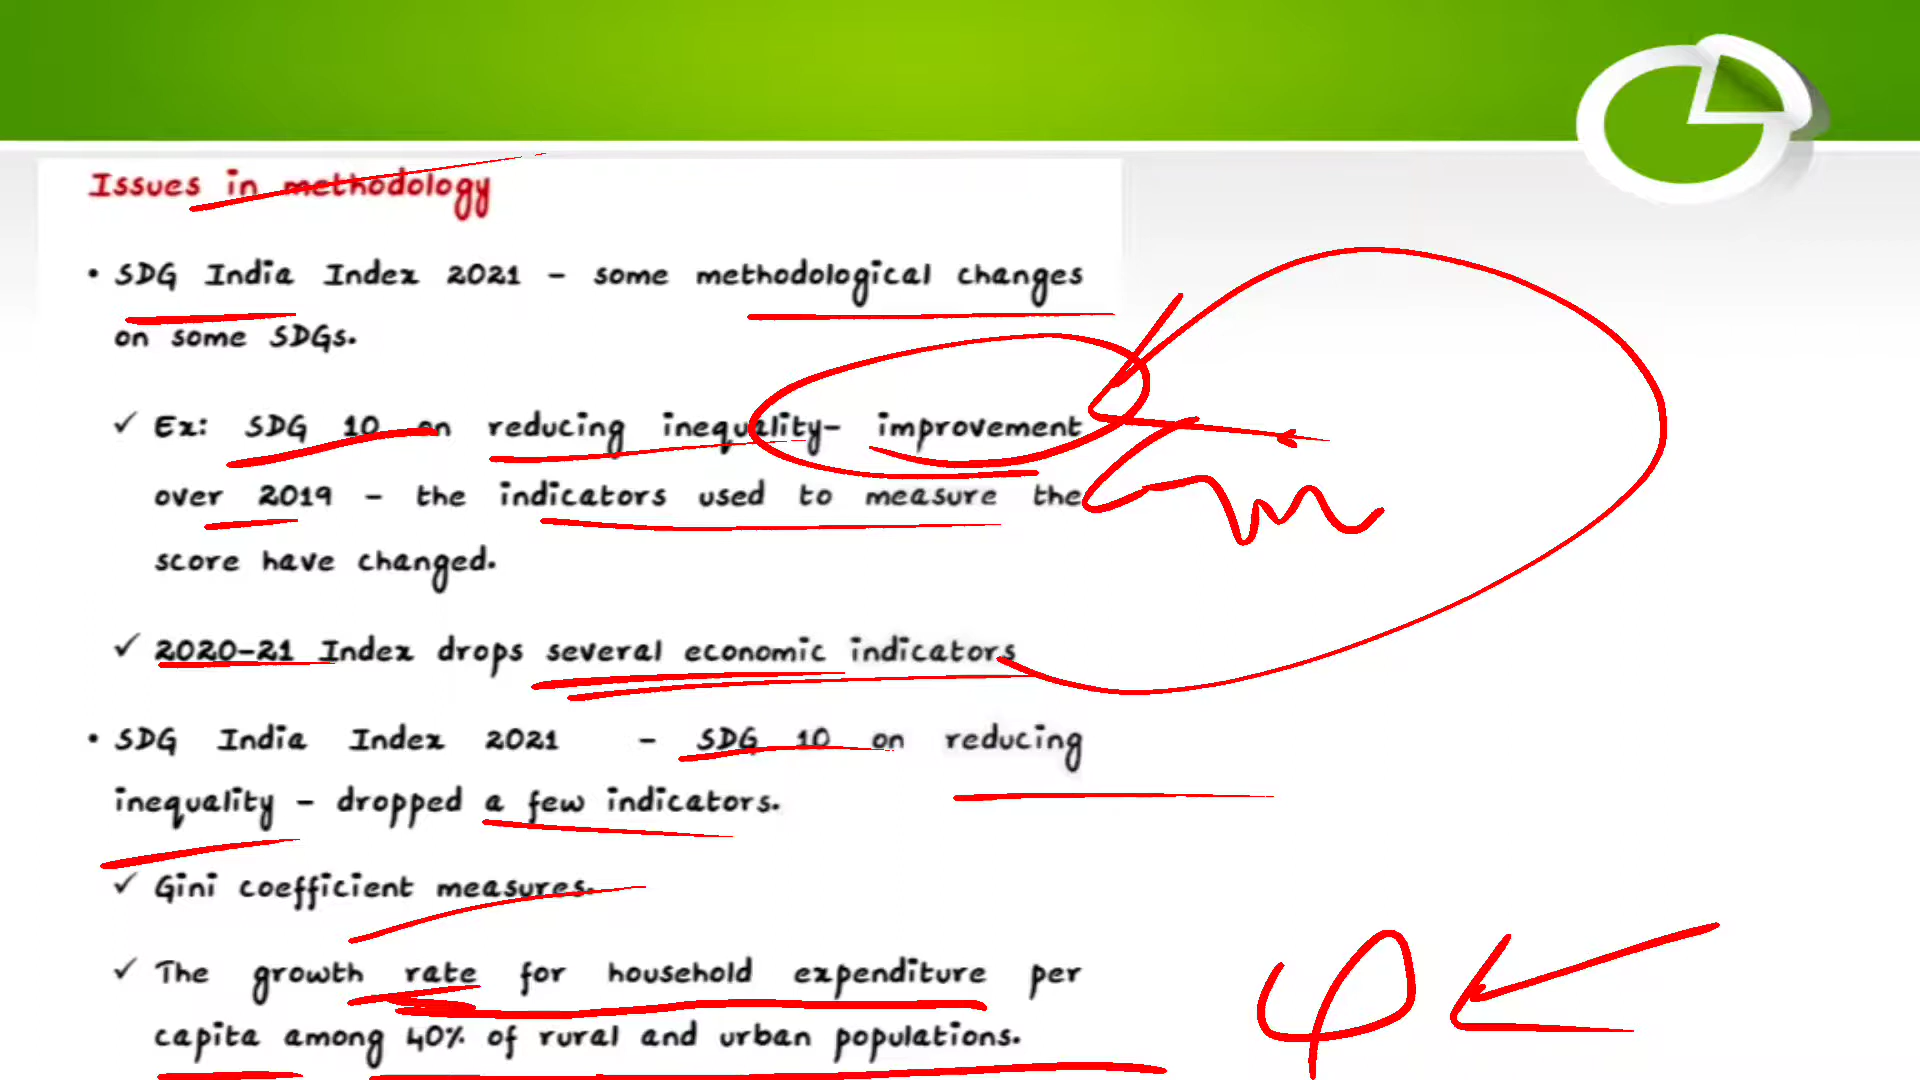 Issues in methodology
• SDG India Index 2021 - some methodological changes
on some SDGs.
✓ Ex: SDG 10 on reducing inequality- improvement
over 2019 - the indicators used to measure the
score have changed.
✓ 2020-21 Index drops several economic indicators
• SDG India Index 2021 - SDG 10 on reducing
inequality - dropped a few indicators.
✓ Gini coefficient measures.
✓ The growth rate for household expenditure per
capita among 40% of rural and urban populations.